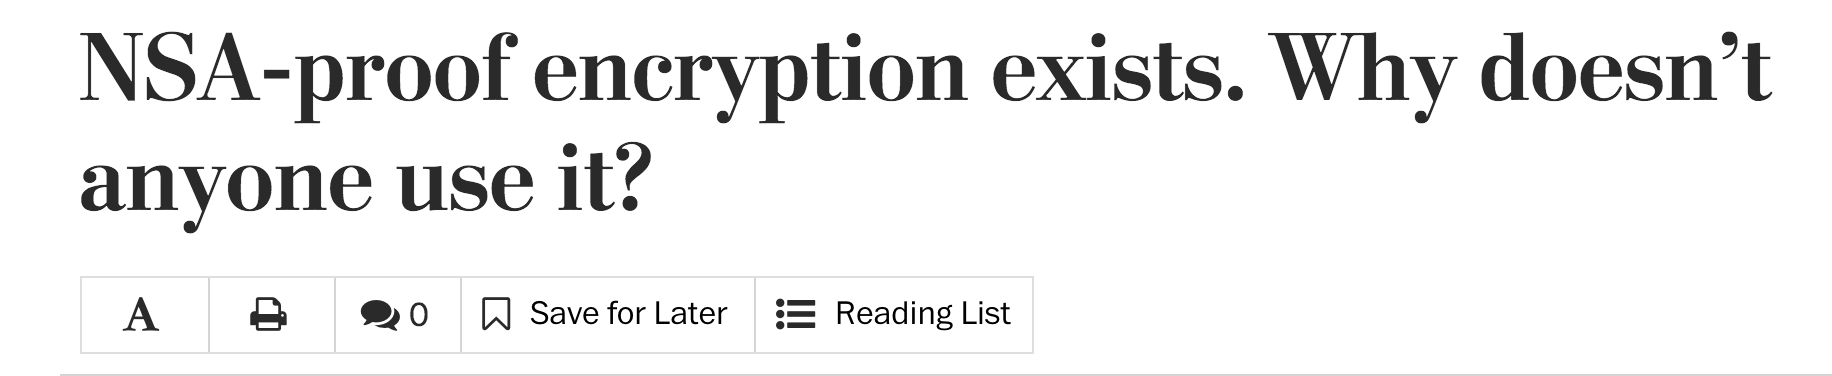 NSA-proof encryption exists. Why doesn’t
anyone use it?
A 0 Save for Later Reading List